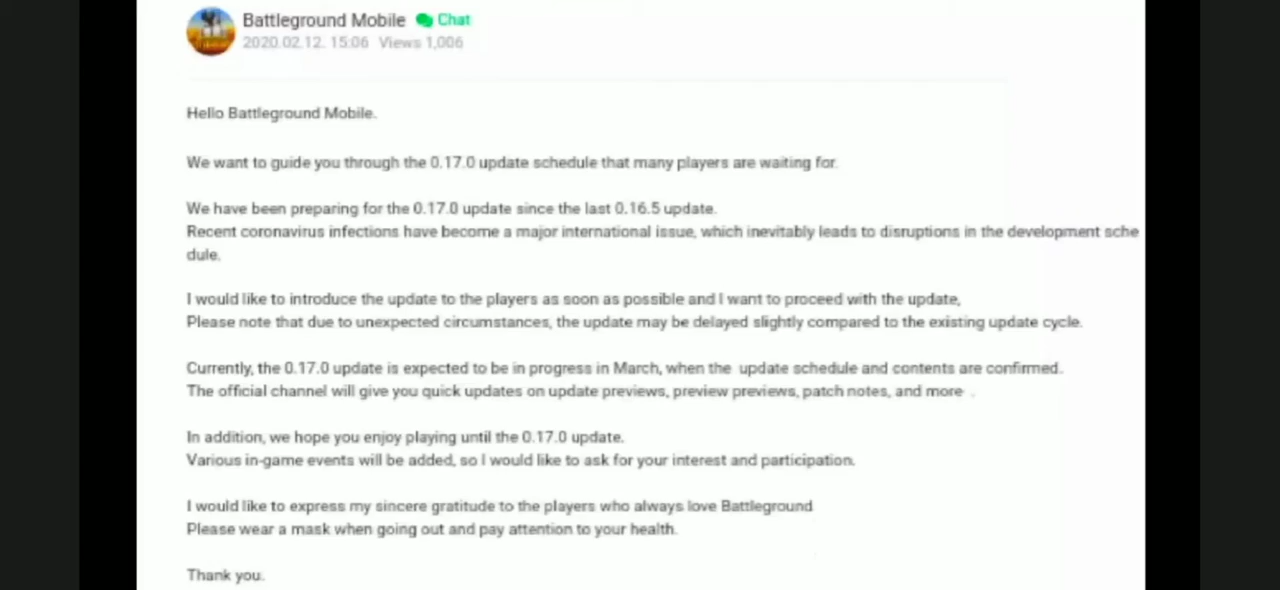 Battleground Mobile Chat
2020.02.12. 15:06 Views 1,006
Hello Battleground Mobile.
We want to guide you through the 0.17.0 update schedule that many players are waiting for.
We have been preparing for the 0.17.0 update since the last 0.16.5 update.
Recent coronavirus infections have become a major international issue, which inevitably leads to disruptions in the development sche
dule.
I would like to introduce the update to the players as soon as possible and I want to proceed with the update,
Please note that due to unexpected circumstances, the update may be delayed slightly compared to the existing update cycle.
Currently, the 0.17.0 update is expected to be in progress in March, when the update schedule and contents are confirmed.
The official channel will give you quick updates on update previews, preview previews, patch notes, and more .
In addition, we hope you enjoy playing until the 0.17.0 update.
Various in-game events will be added, so I would like to ask for your interest and participation.
I would like to express my sincere gratitude to the players who always love Battleground
Please wear a mask when going out and pay attention to your health.
Thank you.